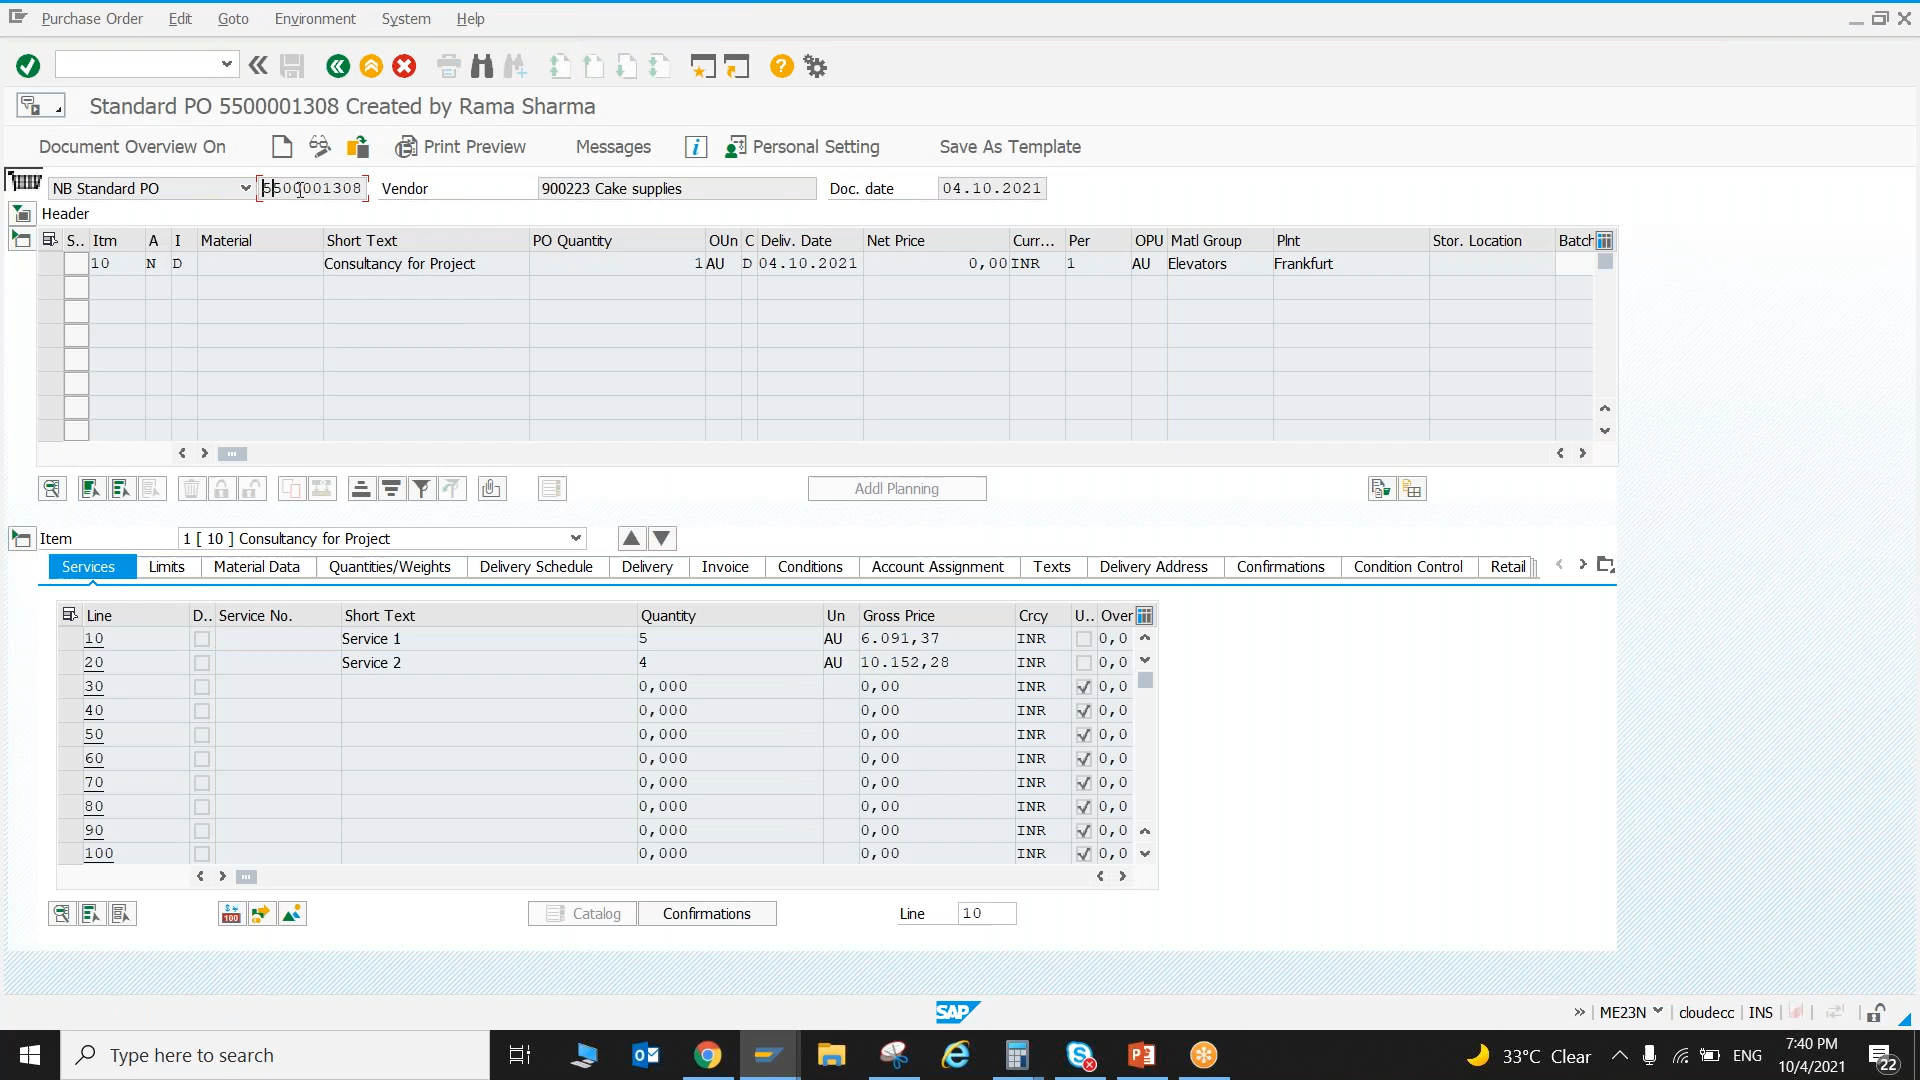 Purchase Order Edit Goto Environment System Help
Standard PO 5500001308 Created by Rama Sharma
Document Overview On Print Preview Messages Personal Setting Save As Template
NB Standard PO 5500001308 Vendor 900223 Cake supplies Doc. date 04.10.2021
Header
S.. Itm A I Material Short Text PO Quantity OUn C Deliv. Date Net Price Curr... Per OPU Matl Group Plnt Stor. Location Batch
10 N D Consultancy for Project 1 AU D 04.10.2021 0,00 INR 1 AU Elevators Frankfurt
Addl Planning
Item 1 [ 10 ] Consultancy for Project
Services Limits Material Data Quantities/Weights Delivery Schedule Delivery Invoice Conditions Account Assignment Texts Delivery Address Confirmations Condition Control Retail
Line D.. Service No. Short Text Quantity Un Gross Price Crcy U.. Over
10 Service 1 5 AU 6.091,37 INR 0,0
20 Service 2 4 AU 10.152,28 INR 0,0
30 0,000 0,00 INR 0,0
40 0,000 0,00 INR 0,0
50 0,000 0,00 INR 0,0
60 0,000 0,00 INR 0,0
70 0,000 0,00 INR 0,0
80 0,000 0,00 INR 0,0
90 0,000 0,00 INR 0,0
100 0,000 0,00 INR 0,0
Catalog Confirmations Line 10
SAP ME23N cloudecc INS
Type here to search 33°C Clear ENG 7:40 PM
10/4/2021 22